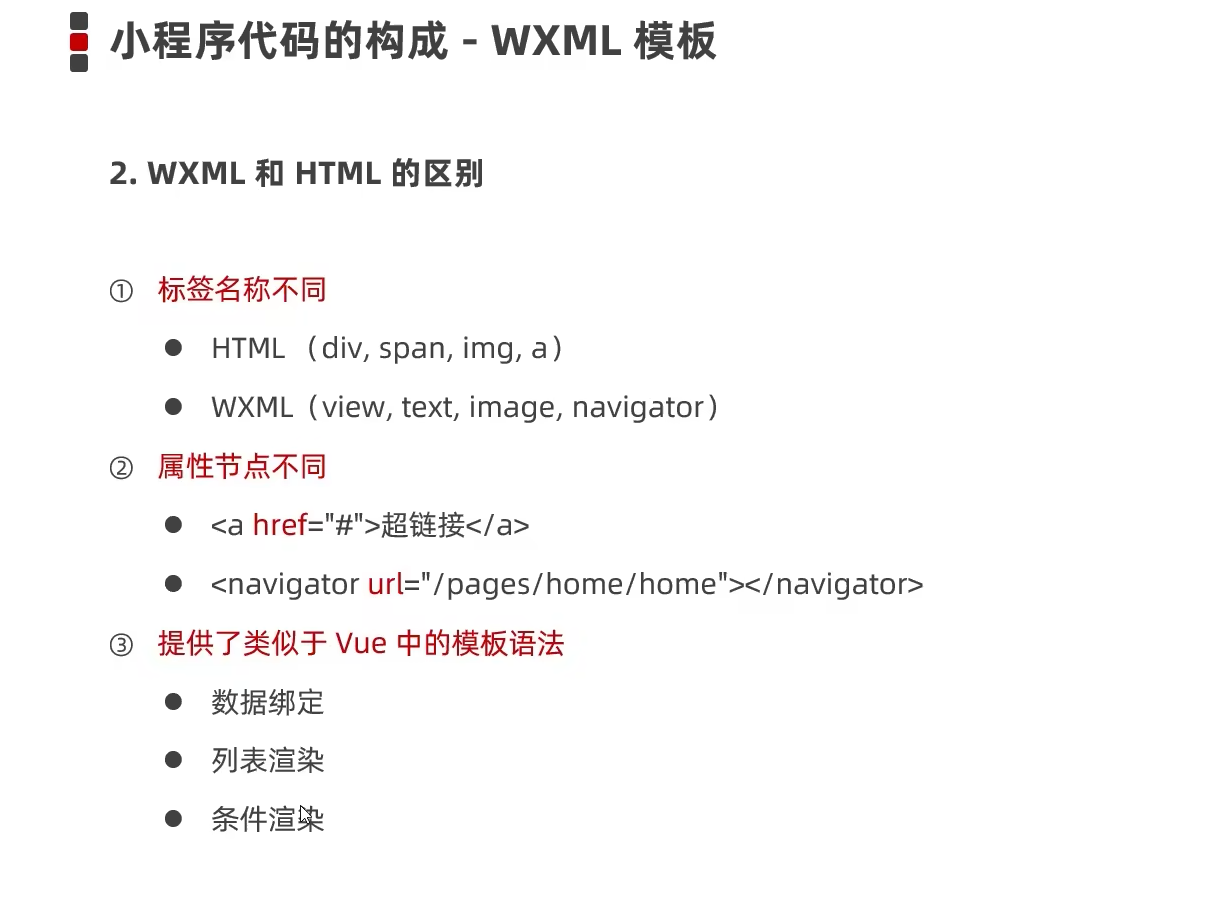 小程序代码的构成 - WXML 模板
2. WXML 和 HTML 的区别
① 标签名称不同
● HTML （div, span, img, a）
● WXML（view, text, image, navigator）
② 属性节点不同
● <a href="#">超链接</a>
● <navigator url="/pages/home/home"></navigator>
③ 提供了类似于 Vue 中的模板语法
● 数据绑定
● 列表渲染
● 条件渲染